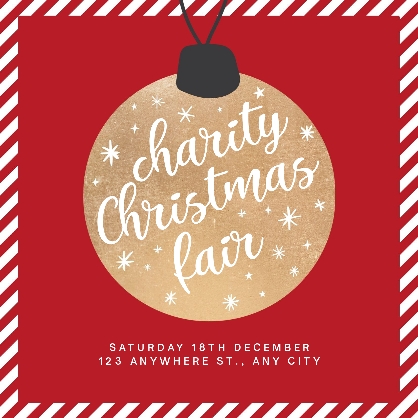 charity
Christmas
fair
SATURDAY 18TH DECEMBER
123 ANYWHERE ST., ANY CITY